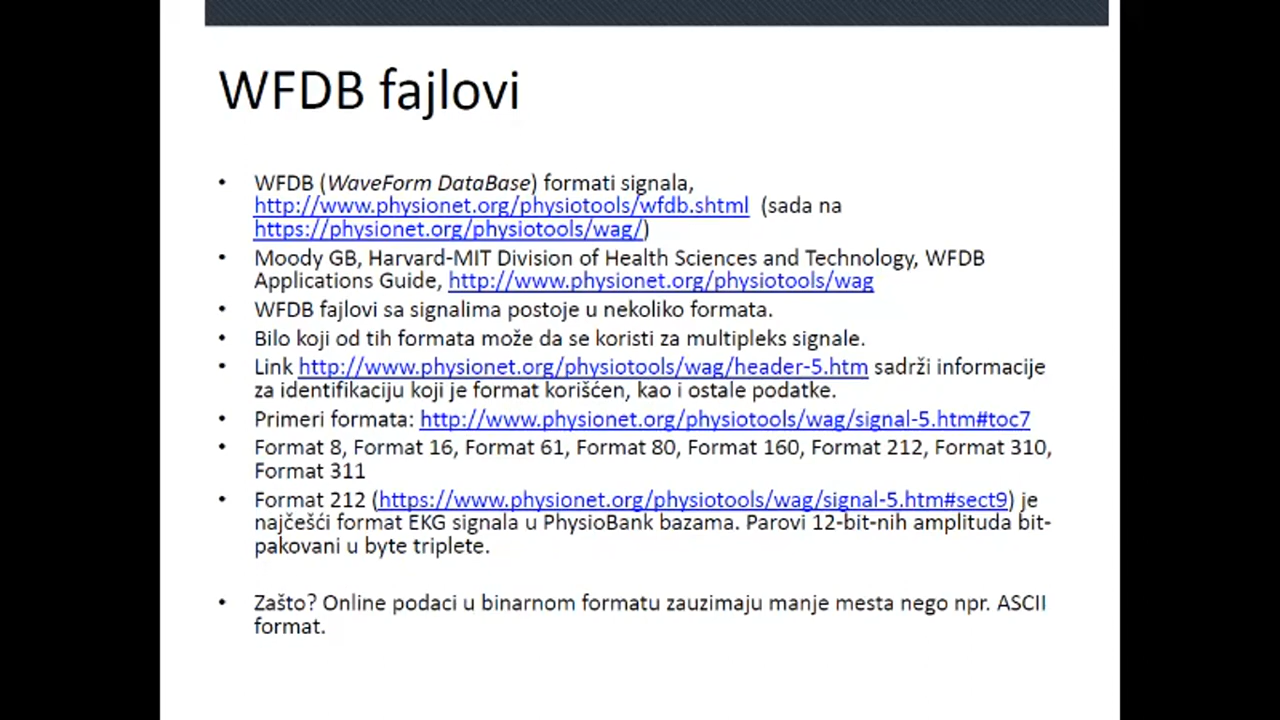 WFDB fajlovi
• WFDB (WaveForm DataBase) formati signala,
http://www.physionet.org/physiotools/wfdb.shtml (sada na
https://physionet.org/physiotools/wag/)
• Moody GB, Harvard-MIT Division of Health Sciences and Technology, WFDB
Applications Guide, http://www.physionet.org/physiotools/wag
• WFDB fajlovi sa signalima postoje u nekoliko formata.
• Bilo koji od tih formata može da se koristi za multipleks signale.
• Link http://www.physionet.org/physiotools/wag/header-5.htm sadrži informacije
za identifikaciju koji je format korišćen, kao i ostale podatke.
• Primeri formata: http://www.physionet.org/physiotools/wag/signal-5.htm#toc7
• Format 8, Format 16, Format 61, Format 80, Format 160, Format 212, Format 310,
Format 311
• Format 212 (https://www.physionet.org/physiotools/wag/signal-5.htm#sect9) je
najčešći format EKG signala u PhysioBank bazama. Parovi 12-bit-nih amplituda bit-
pakovani u byte triplete.
• Zašto? Online podaci u binarnom formatu zauzimaju manje mesta nego npr. ASCII
format.